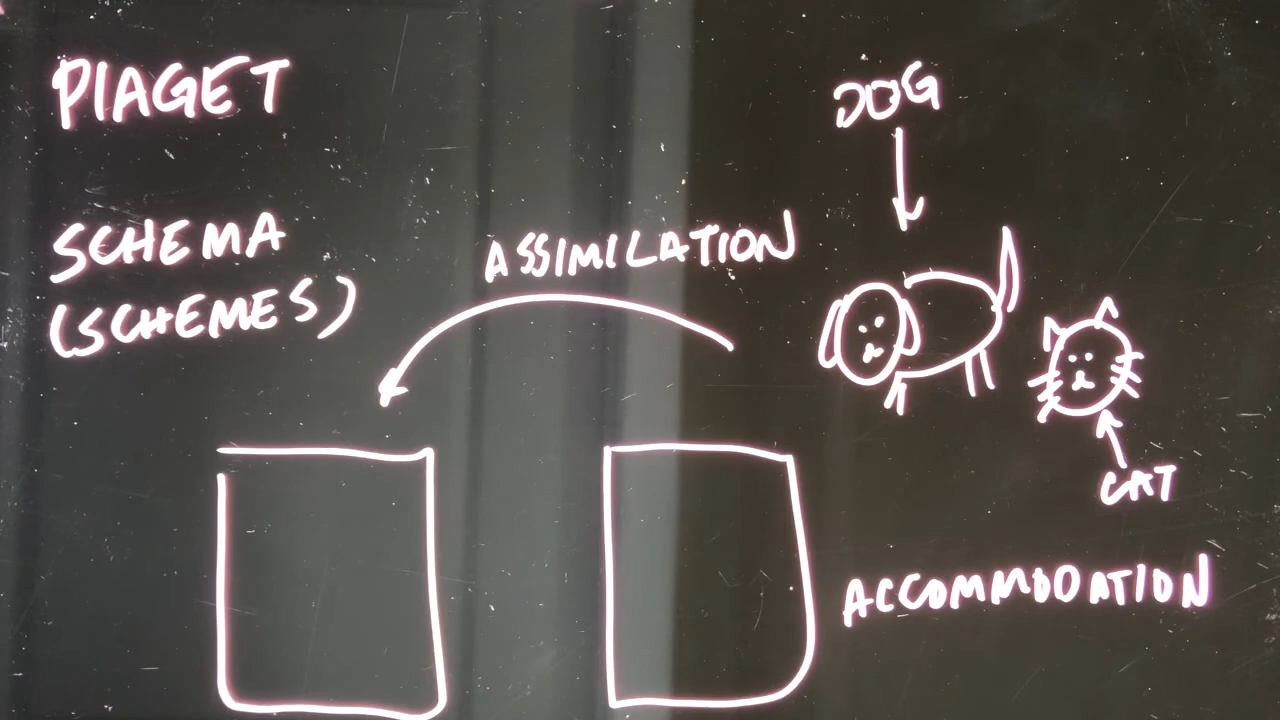 PIAGET
SCHEMA
(SCHEMES)
ASSIMILATION
DOG
CAT
ACCOMMODATION